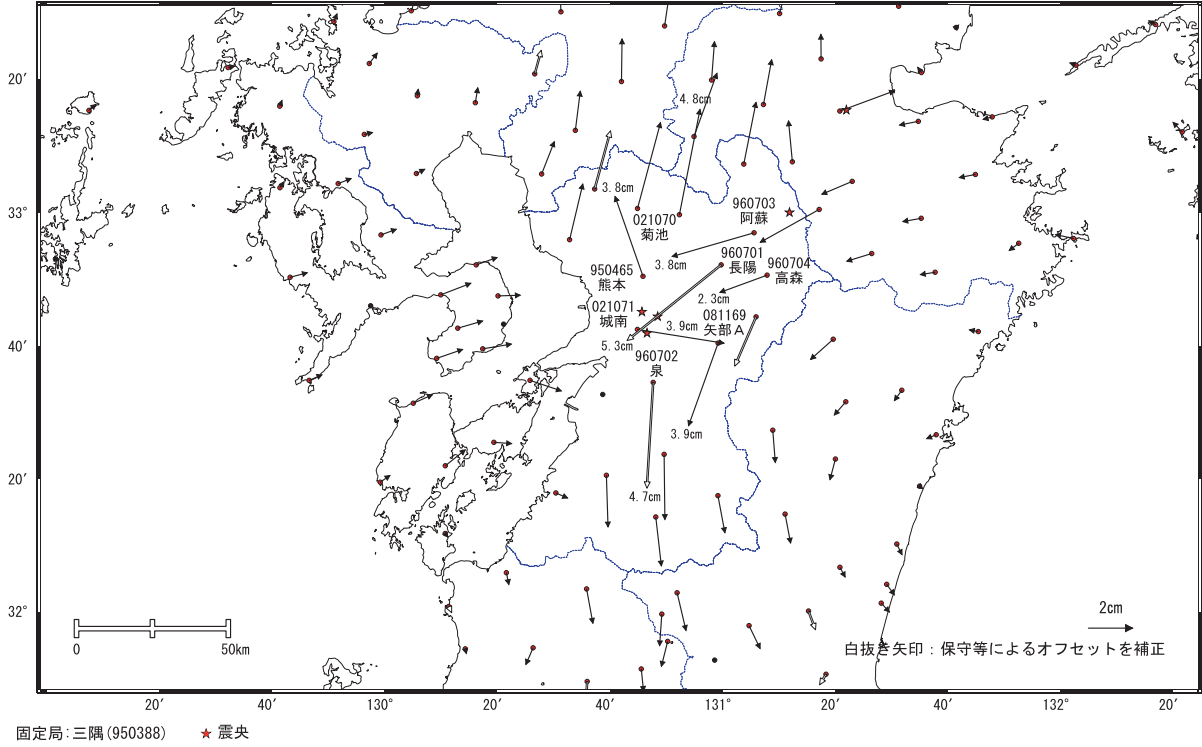 20′
4.8cm
3.8cm
33′
960703
阿蘇
021070
菊池
960701
長陽
3.8cm
960704
高森
950465
熊本
2.3cm
021071
城南
081169
矢部A
3.9cm
40′
5.3cm
960702
泉
3.9cm
20′
4.7cm
32′
2cm
0
50km
白抜き矢印：保守等によるオフセットを補正
20′
40′
130°
20′
40′
131°
20′
40′
132°
20′
固定局：三隅(950388)
★ 震央